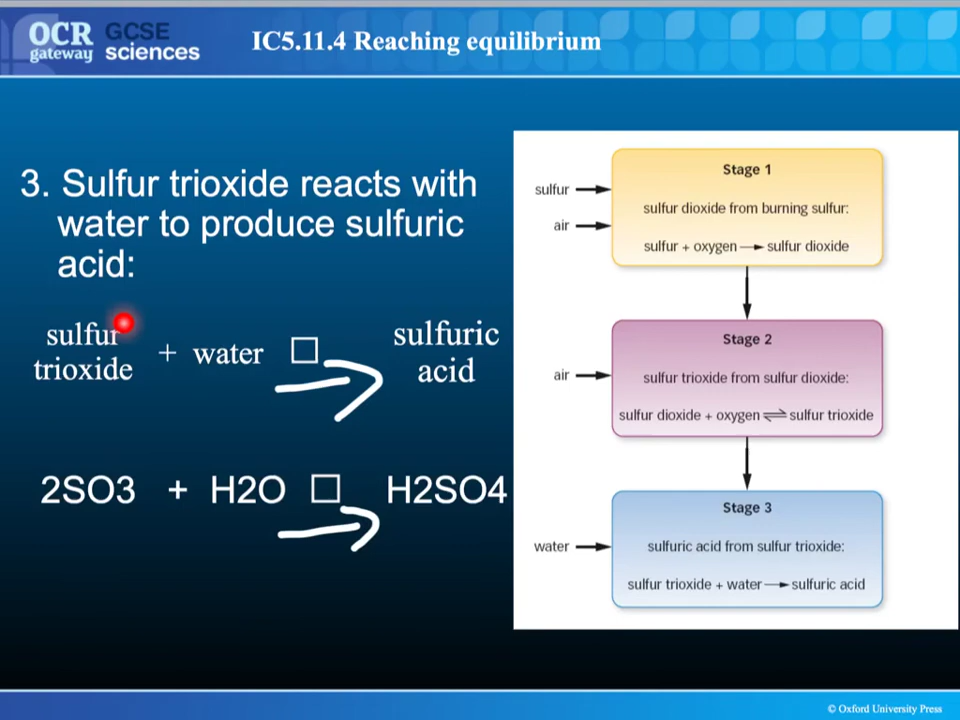 OCR GCSE
gateway sciences
IC5.11.4 Reaching equilibrium
3. Sulfur trioxide reacts with
water to produce sulfuric
acid:
sulfur trioxide + water □ sulfuric acid
2SO3 + H2O □ H2SO4
Stage 1
sulfur
air
sulfur dioxide from burning sulfur:
sulfur + oxygen → sulfur dioxide
Stage 2
air
sulfur trioxide from sulfur dioxide:
sulfur dioxide + oxygen ⇌ sulfur trioxide
Stage 3
water
sulfuric acid from sulfur trioxide:
sulfur trioxide + water → sulfuric acid
© Oxford University Press